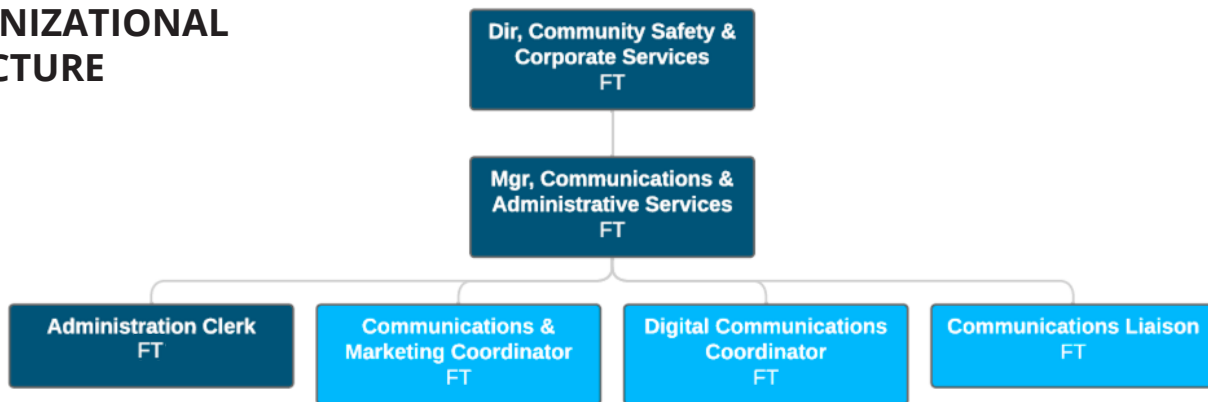 NIZATIONAL
CTURE
Dir, Community Safety &
Corporate Services
FT
Mgr, Communications &
Administrative Services
FT
Administration Clerk
FT
Communications &
Marketing Coordinator
FT
Digital Communications
Coordinator
FT
Communications Liaison
FT